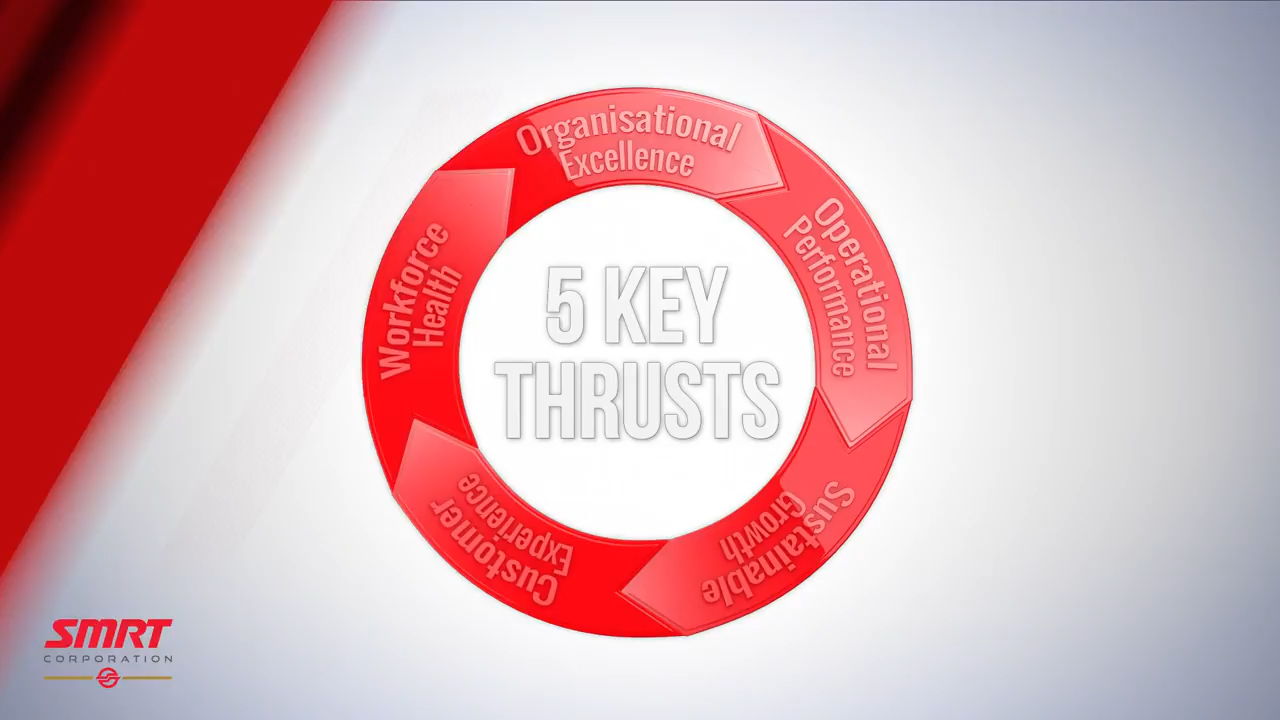 Organisational
Excellence
Operational
Performance
Sustainable
Growth
Customer
Experience
Workforce
Health
5 KEY
THRUSTS
SMRT
CORPORATION